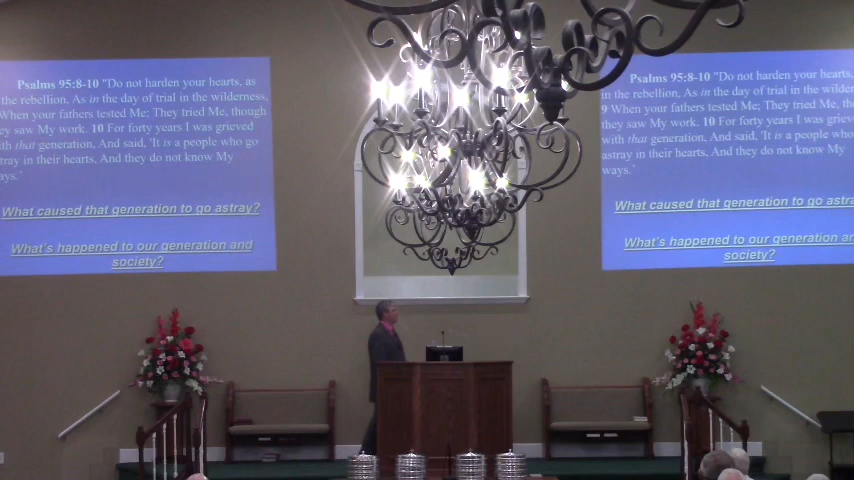 Psalms 95:8-10 "Do not harden your hearts, as
the rebellion, As in the day of trial in the wilderness,
When your fathers tested Me; They tried Me, though
they saw My work. 10 For forty years I was grieved
with that generation, And said, 'It is a people who go
astray in their hearts, And they do not know My
ways.'
What caused that generation to go astray?
What's happened to our generation and
society?
Psalms 95:8-10 "Do not harden your hearts,
in the rebellion, As in the day of trial in the
9 When your fathers tested Me; They tried Me,
they saw My work. 10 For forty years I was
with that generation, And said, 'It is a people who go
astray in their hearts, And they do not know My
ways.'
What caused that generation to go
What's happened to our generation
society?